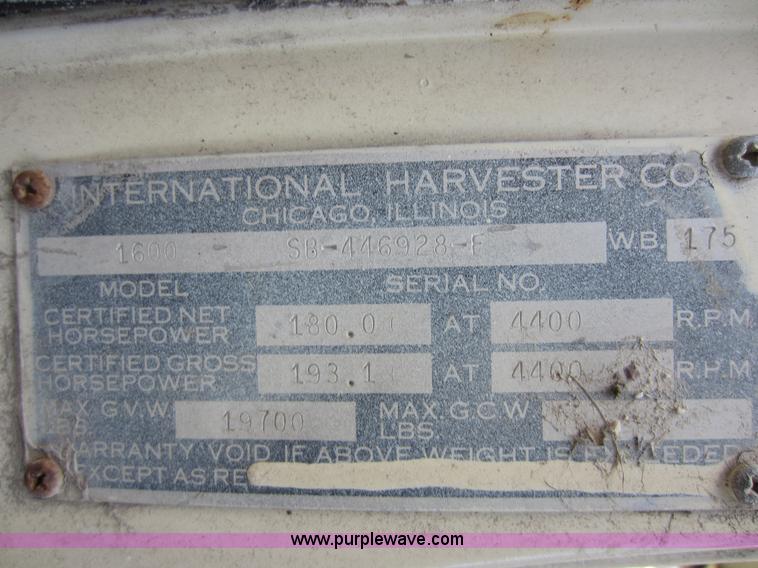 INTERNATIONAL HARVESTER CO
CHICAGO, ILLINOIS
1600 SB-446928-F W.B. 175
MODEL SERIAL NO.
CERTIFIED NET HORSEPOWER 180.0 AT 4400 R.P.M
CERTIFIED GROSS HORSEPOWER 193.1 AT 4400 R.P.M
MAX G.V.W. LBS 19700 MAX. G.C.W. LBS
WARRANTY VOID IF ABOVE WEIGHT IS EXCEEDED
(EXCEPT AS RE
www.purplewave.com